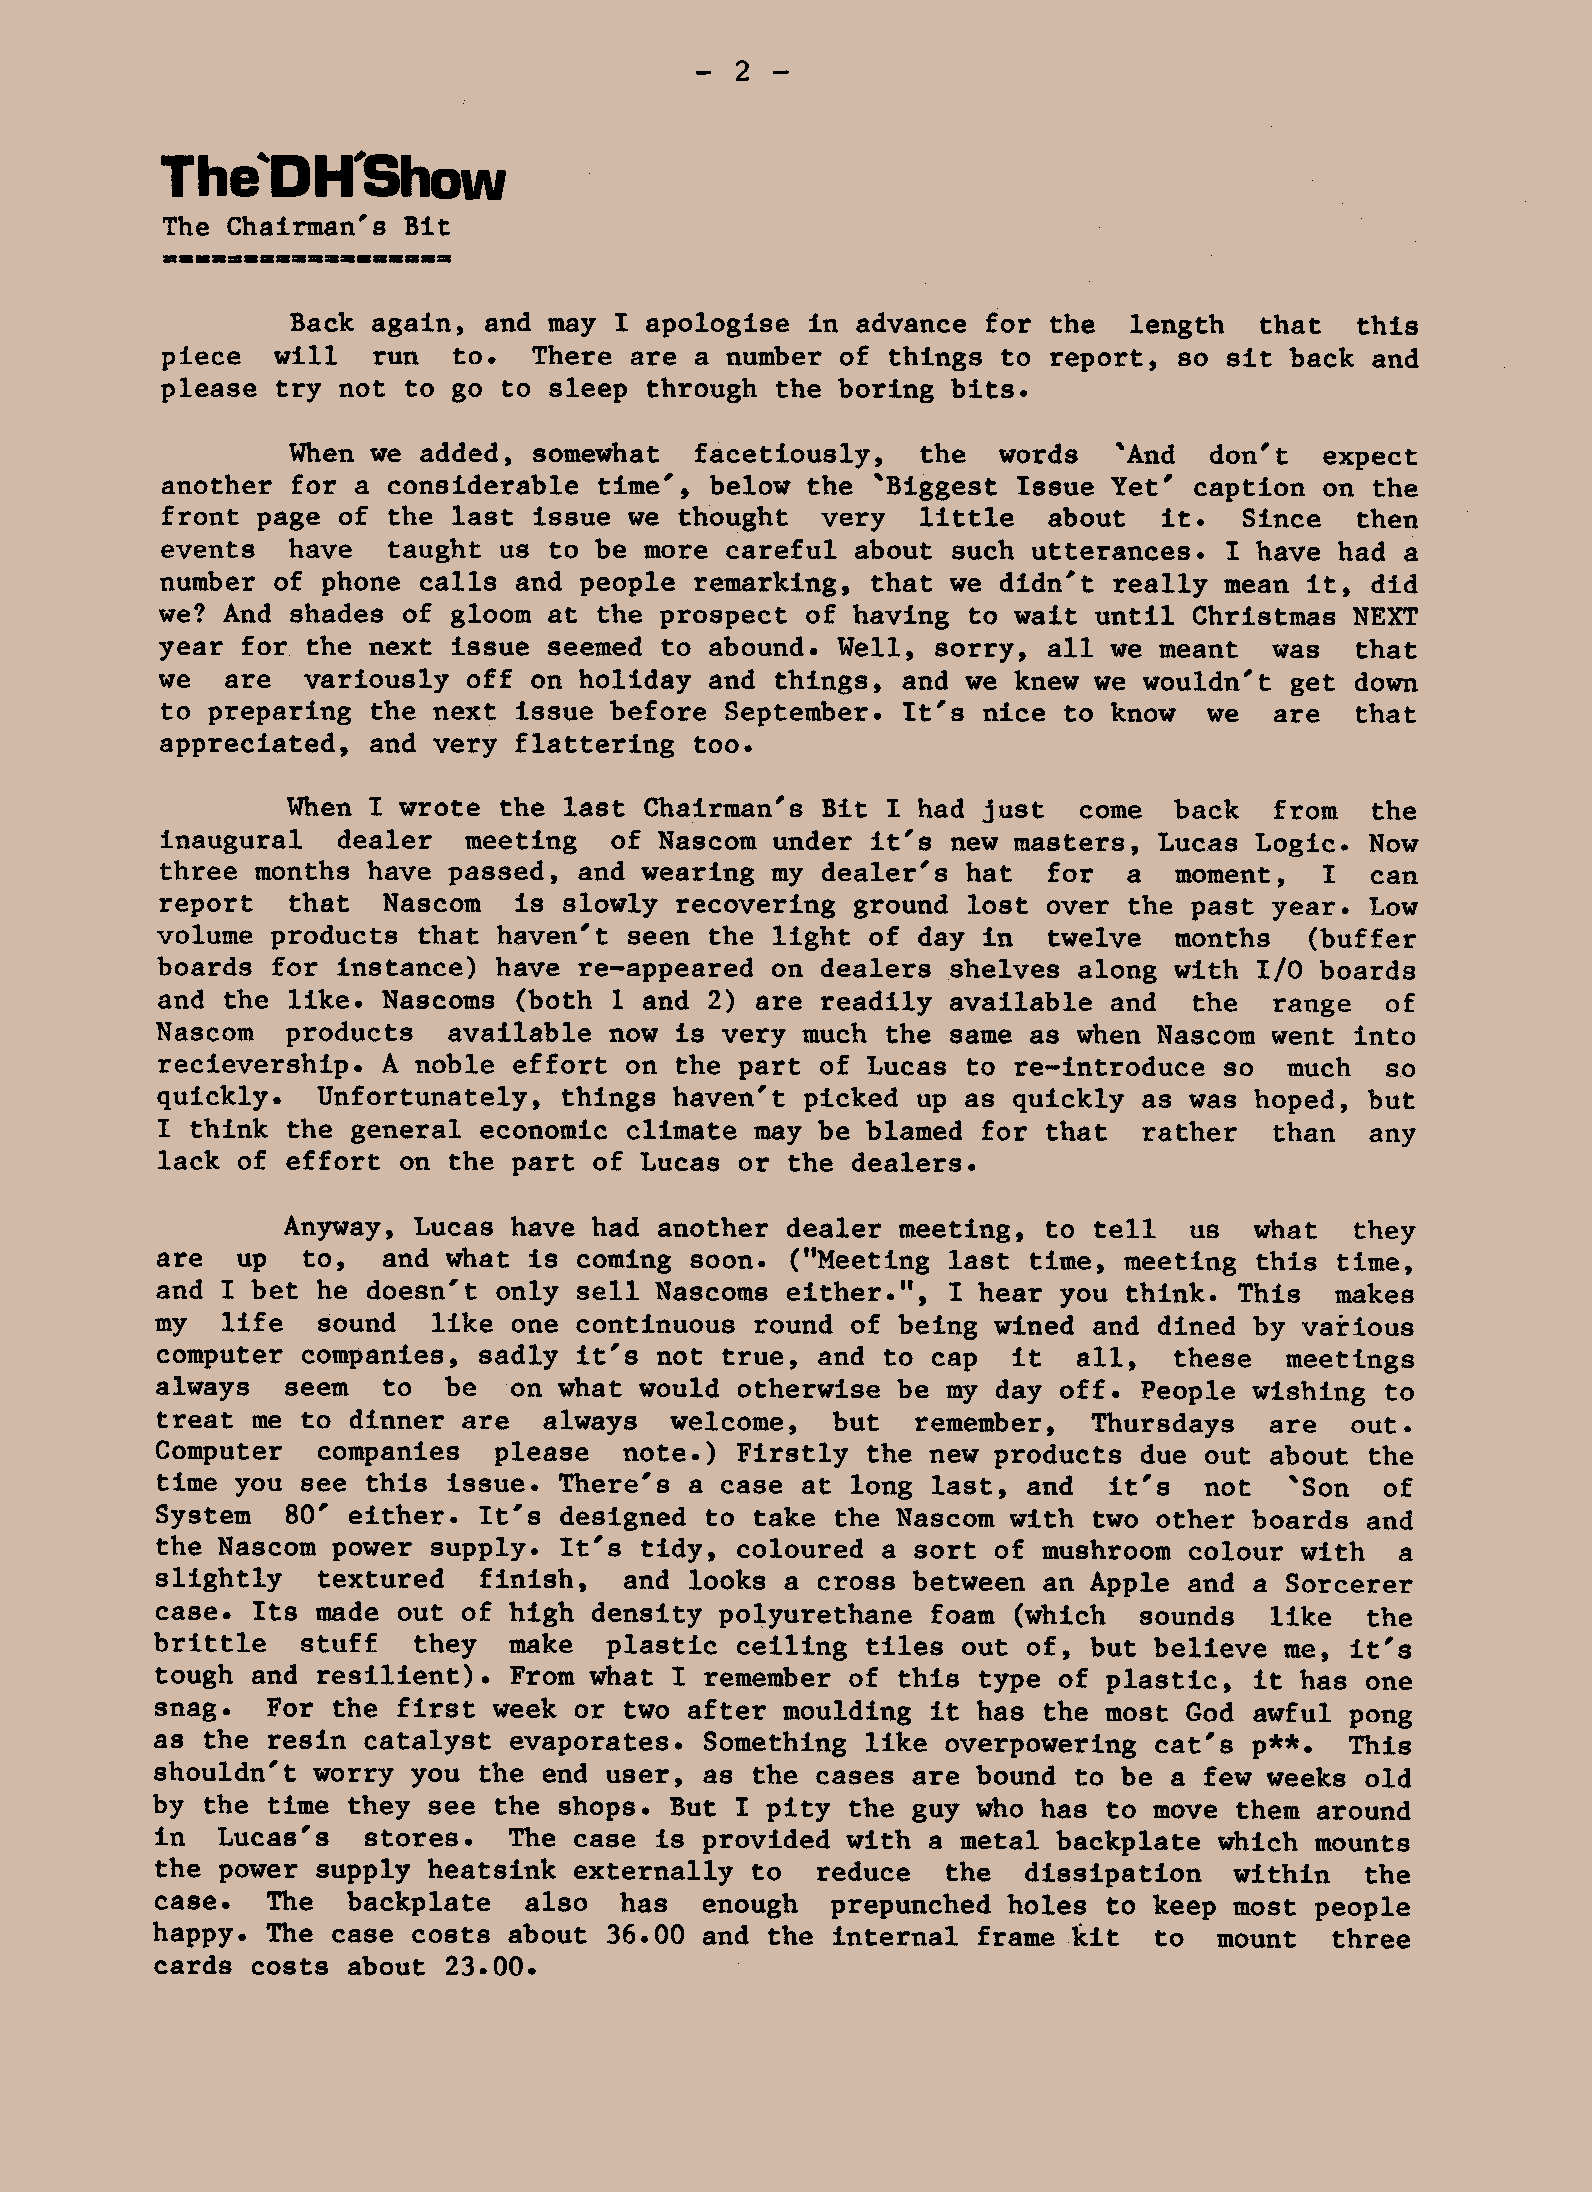 - 2 -
The `DH' Show
The Chairman's Bit
==================
Back again, and may I apologise in advance for the length that this
piece will run to. There are a number of things to report, so sit back and
please try not to go to sleep through the boring bits.
When we added, somewhat facetiously, the words `And don't expect
another for a considerable time', below the `Biggest Issue Yet' caption on the
front page of the last issue we thought very little about it. Since then
events have taught us to be more careful about such utterances. I have had a
number of phone calls and people remarking, that we didn't really mean it, did
we? And shades of gloom at the prospect of having to wait until Christmas NEXT
year for the next issue seemed to abound. Well, sorry, all we meant was that
we are variously off on holiday and things, and we knew we wouldn't get down
to preparing the next issue before September. It's nice to know we are that
appreciated, and very flattering too.
When I wrote the last Chairman's Bit I had just come back from the
inaugural dealer meeting of Nascom under it's new masters, Lucas Logic. Now
three months have passed, and wearing my dealer's hat for a moment, I can
report that Nascom is slowly recovering ground lost over the past year. Low
volume products that haven't seen the light of day in twelve months (buffer
boards for instance) have re-appeared on dealers shelves along with I/O boards
and the like. Nascoms (both 1 and 2) are readily available and the range of
Nascom products available now is very much the same as when Nascom went into
recievership. A noble effort on the part of Lucas to re-introduce so much so
quickly. Unfortunately, things haven't picked up as quickly as was hoped, but
I think the general economic climate may be blamed for that rather than any
lack of effort on the part of Lucas or the dealers.
Anyway, Lucas have had another dealer meeting, to tell us what they
are up to, and what is coming soon. ("Meeting last time, meeting this time,
and I bet he doesn't only sell Nascoms either.", I hear you think. This makes
my life sound like one continuous round of being wined and dined by various
computer companies, sadly it's not true, and to cap it all, these meetings
always seem to be on what would otherwise be my day off. People wishing to
treat me to dinner are always welcome, but remember, Thursdays are out.
Computer companies please note.) Firstly the new products due out about the
time you see this issue. There's a case at long last, and it's not `Son of
System 80' either. It's designed to take the Nascom with two other boards and
the Nascom power supply. It's tidy, coloured a sort of mushroom colour with a
slightly textured finish, and looks a cross between an Apple and a Sorcerer
case. Its made out of high density polyurethane foam (which sounds like the
brittle stuff they make plastic ceiling tiles out of, but believe me, it's
tough and resilient). From what I remember of this type of plastic, it has one
snag. For the first week or two after moulding it has the most God awful pong
as the resin catalyst evaporates. Something like overpowering cat's p**. This
shouldn't worry you the end user, as the cases are bound to be a few weeks old
by the time they see the shops. But I pity the guy who has to move them around
in Lucas's stores. The case is provided with a metal backplate which mounts
the power supply heatsink externally to reduce the dissipation within the
case. The backplate also has enough prepunched holes to keep most people
happy. The case costs about 36.00 and the internal frame kit to mount three
cards costs about 23.00.